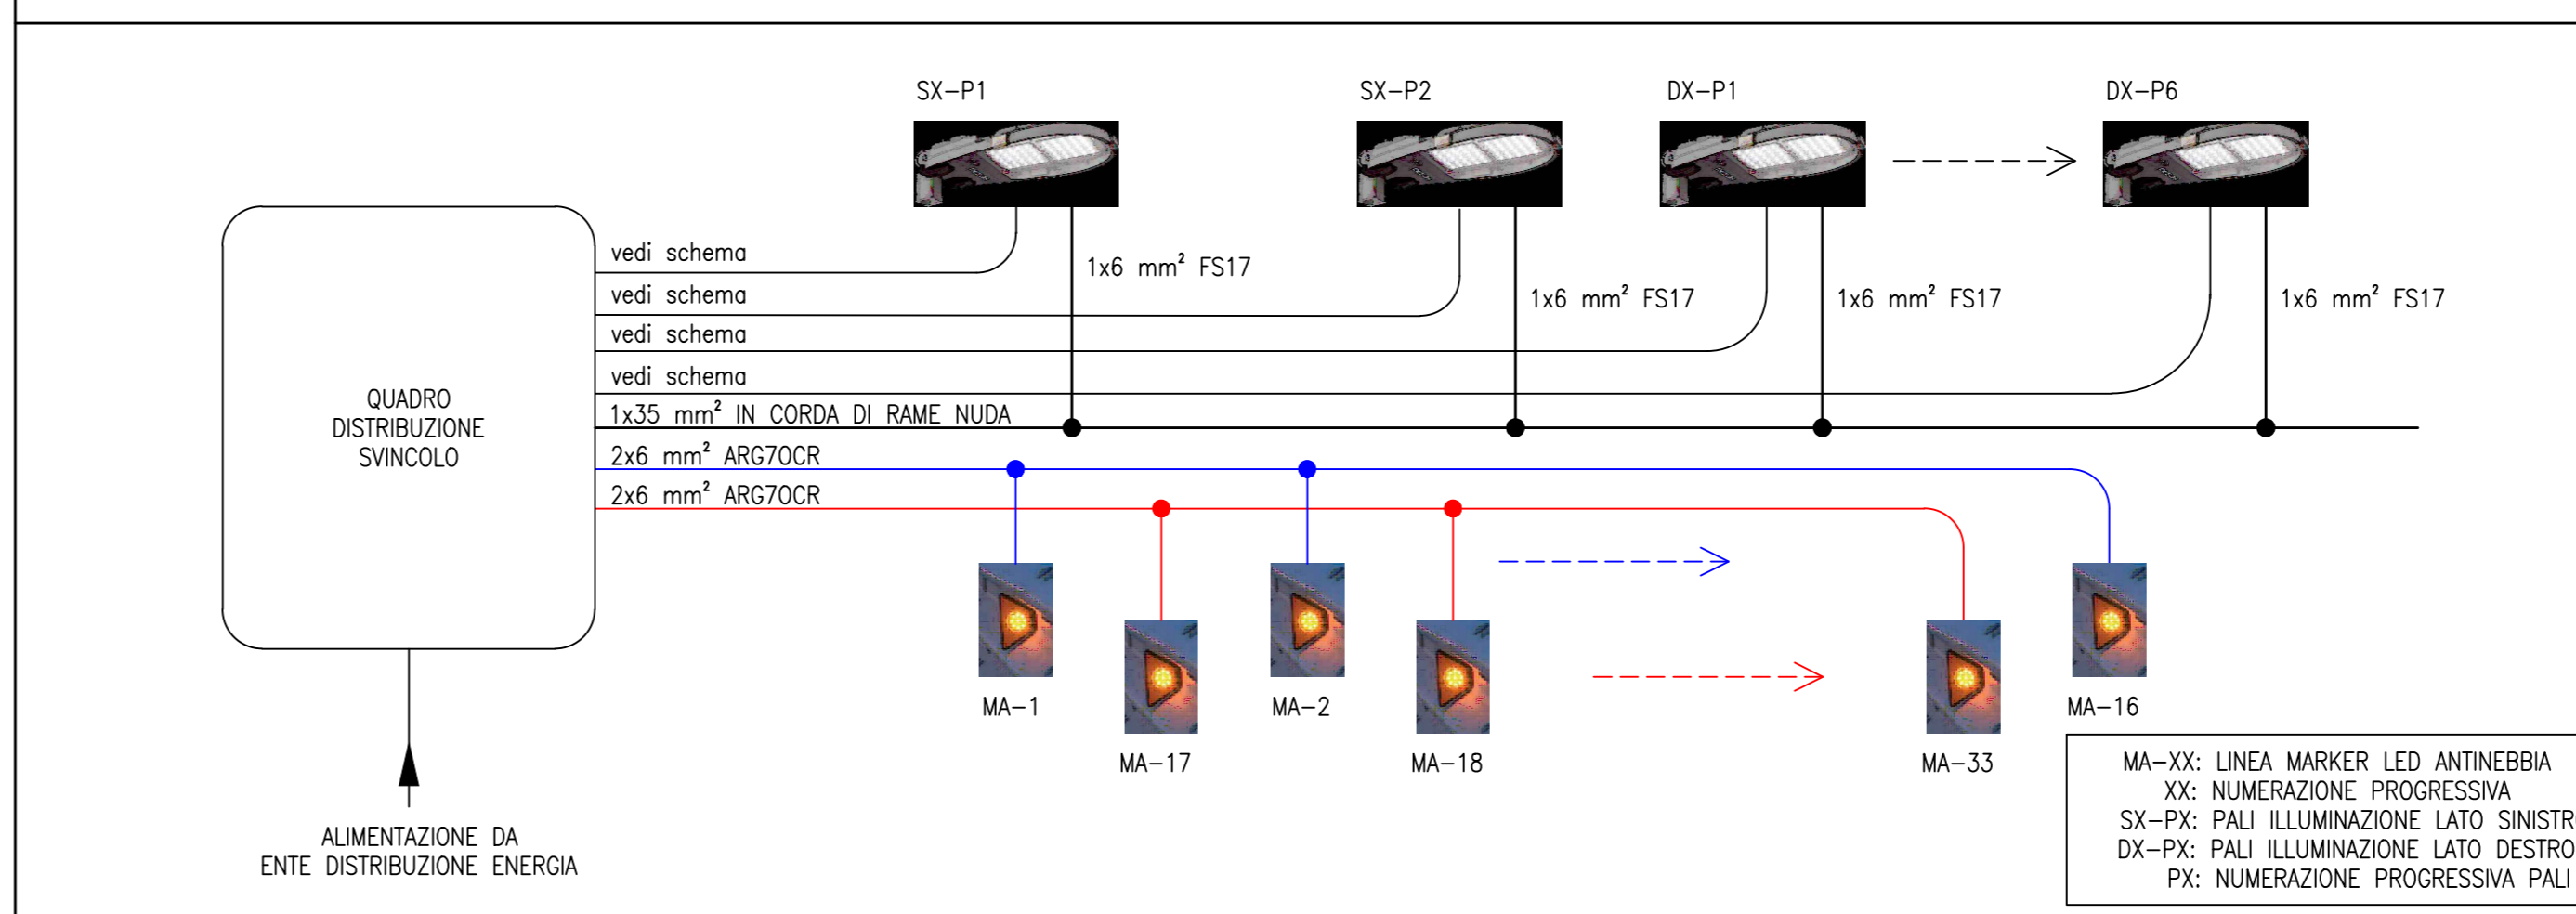 SX-P1
SX-P2
DX-P1
DX-P6
vedi schema
1x6 mm² FS17
vedi schema
1x6 mm² FS17
1x6 mm² FS17
1x6 mm² FS17
vedi schema
vedi schema
QUADRO
DISTRIBUZIONE
SVINCOLO
1x35 mm² IN CORDA DI RAME NUDA
2x6 mm² ARG7OCR
2x6 mm² ARG7OCR
MA-1
MA-2
MA-16
MA-17
MA-18
MA-33
MA-XX: LINEA MARKER LED ANTINEBBIA
XX: NUMERAZIONE PROGRESSIVA
SX-PX: PALI ILLUMINAZIONE LATO SINISTR
DX-PX: PALI ILLUMINAZIONE LATO DESTRO
PX: NUMERAZIONE PROGRESSIVA PALI
ALIMENTAZIONE DA
ENTE DISTRIBUZIONE ENERGIA